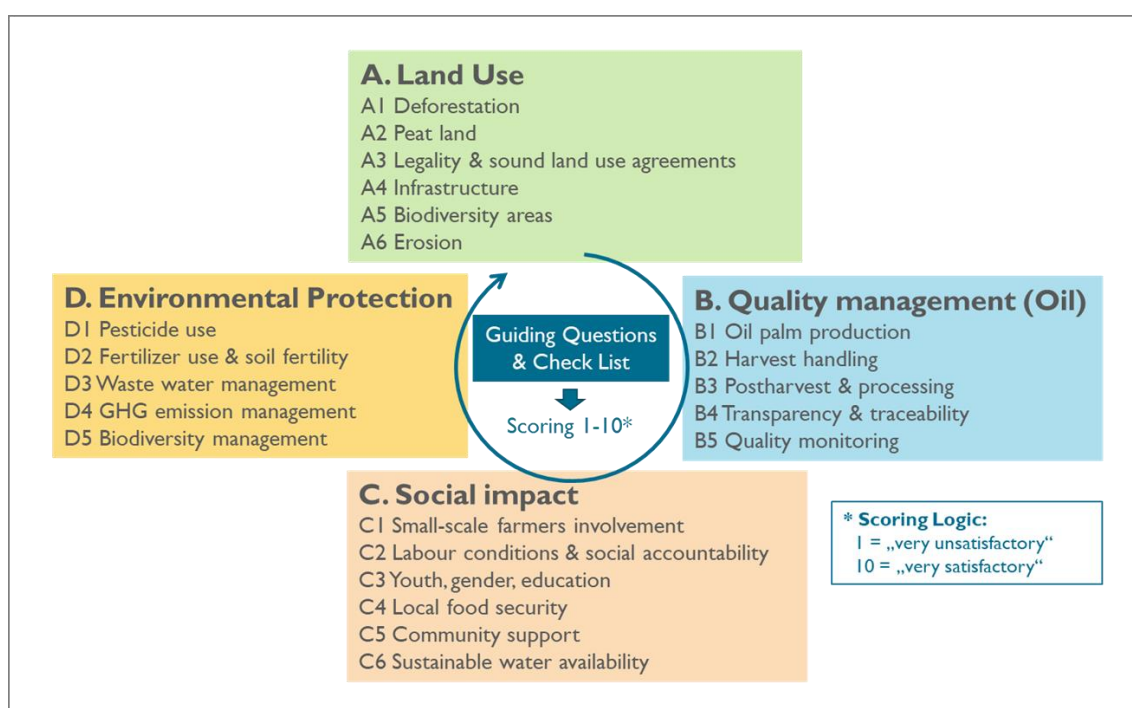 A. Land Use
A1 Deforestation
A2 Peat land
A3 Legality & sound land use agreements
A4 Infrastructure
A5 Biodiversity areas
A6 Erosion
D. Environmental Protection
D1 Pesticide use
D2 Fertilizer use & soil fertility
D3 Waste water management
D4 GHG emission management
D5 Biodiversity management
Guiding Questions
& Check List
Scoring 1-10*
B. Quality management (Oil)
B1 Oil palm production
B2 Harvest handling
B3 Postharvest & processing
B4 Transparency & traceability
B5 Quality monitoring
C. Social impact
C1 Small-scale farmers involvement
C2 Labour conditions & social accountability
C3 Youth, gender, education
C4 Local food security
C5 Community support
C6 Sustainable water availability
* Scoring Logic:
1 = „very unsatisfactory“
10 = „very satisfactory“